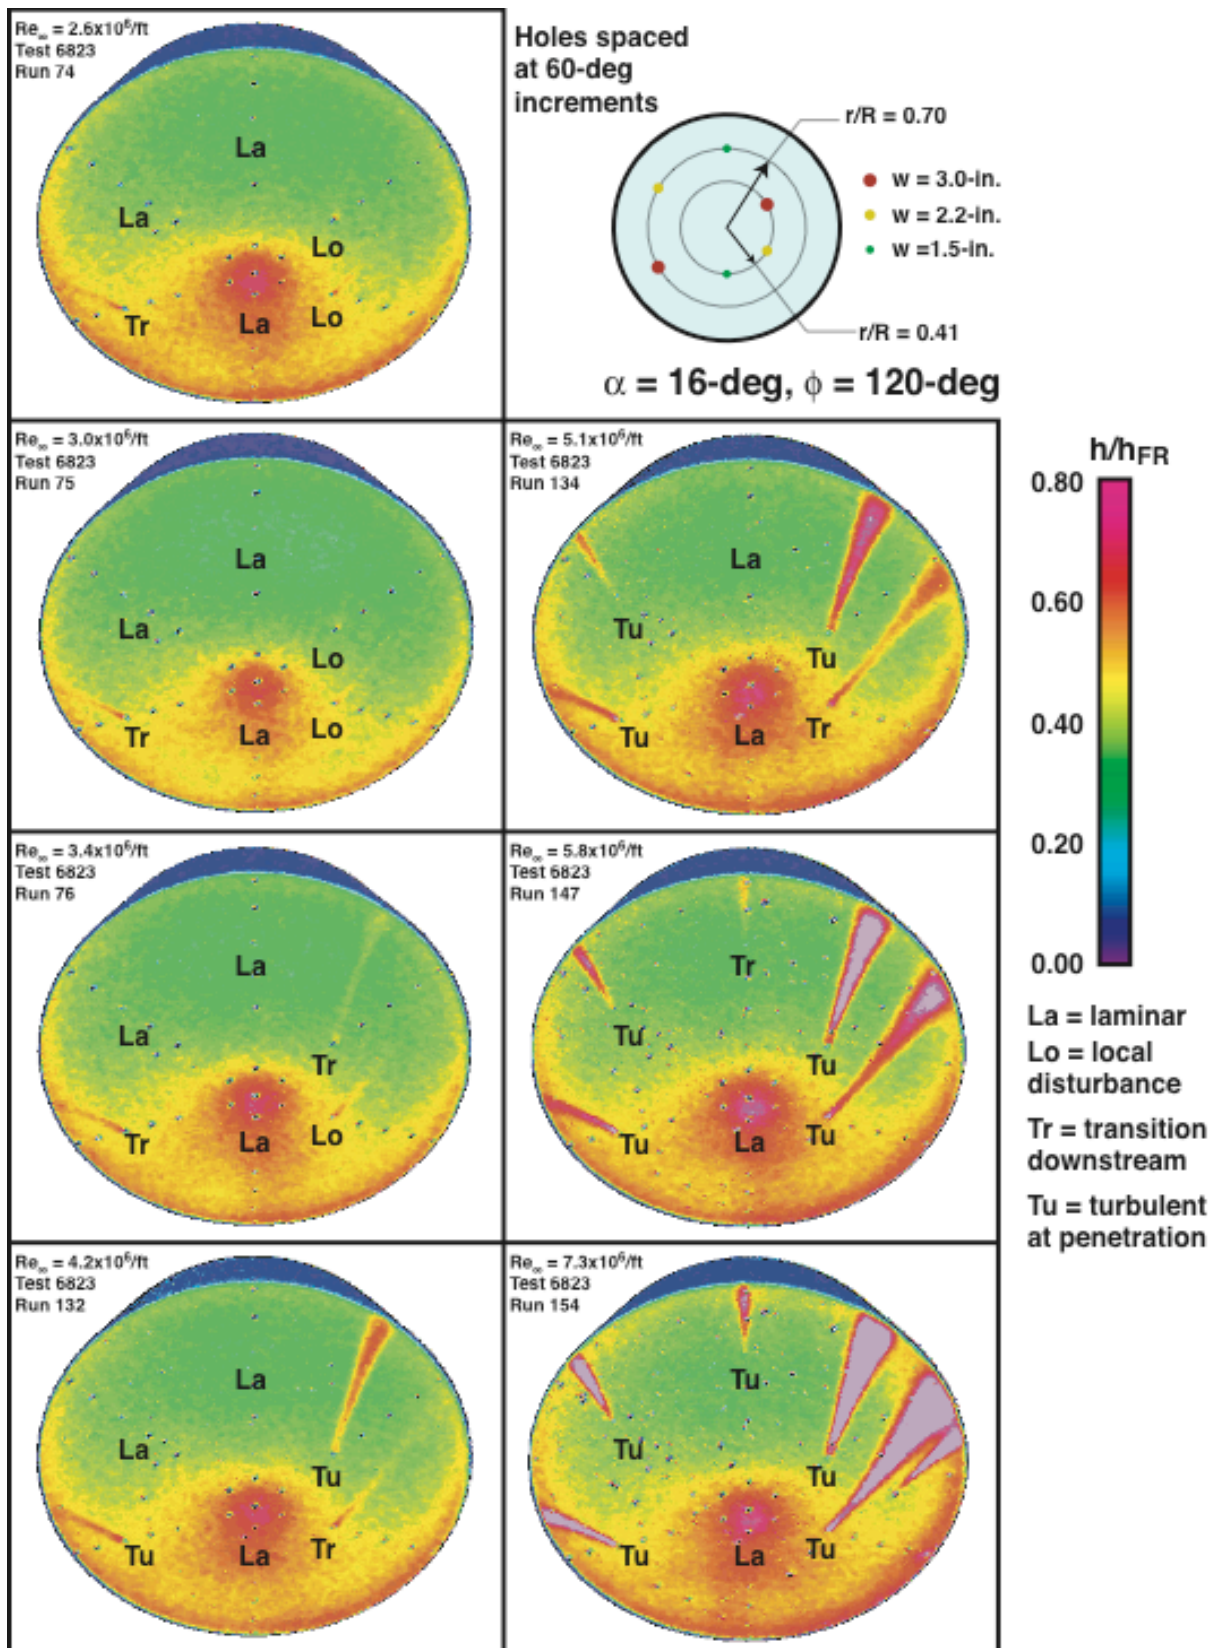 Re∞ = 2.6x10⁶/ft
Test 6823
Run 74
La
La
Lo
Tr
La
Lo
Holes spaced
at 60-deg
increments
r/R = 0.70
w = 3.0-in.
w = 2.2-in.
w =1.5-in.
r/R = 0.41
α = 16-deg, ϕ = 120-deg
Re∞ = 3.0x10⁶/ft
Test 6823
Run 75
La
La
Lo
Tr
La
Lo
Re∞ = 5.1x10⁶/ft
Test 6823
Run 134
La
Tu
Tu
Tu
La
Tr
Re∞ = 3.4x10⁶/ft
Test 6823
Run 76
La
La
Tr
Tr
La
Lo
Re∞ = 5.8x10⁶/ft
Test 6823
Run 147
Tr
Tu
Tu
Tu
La
Tu
Re∞ = 4.2x10⁶/ft
Test 6823
Run 132
La
La
Tu
Tu
La
Tr
Re∞ = 7.3x10⁶/ft
Test 6823
Run 154
Tu
Tu
Tu
Tu
La
Tu
h/hFR
0.80
0.60
0.40
0.20
0.00
La = laminar
Lo = local
disturbance
Tr = transition
downstream
Tu = turbulent
at penetration